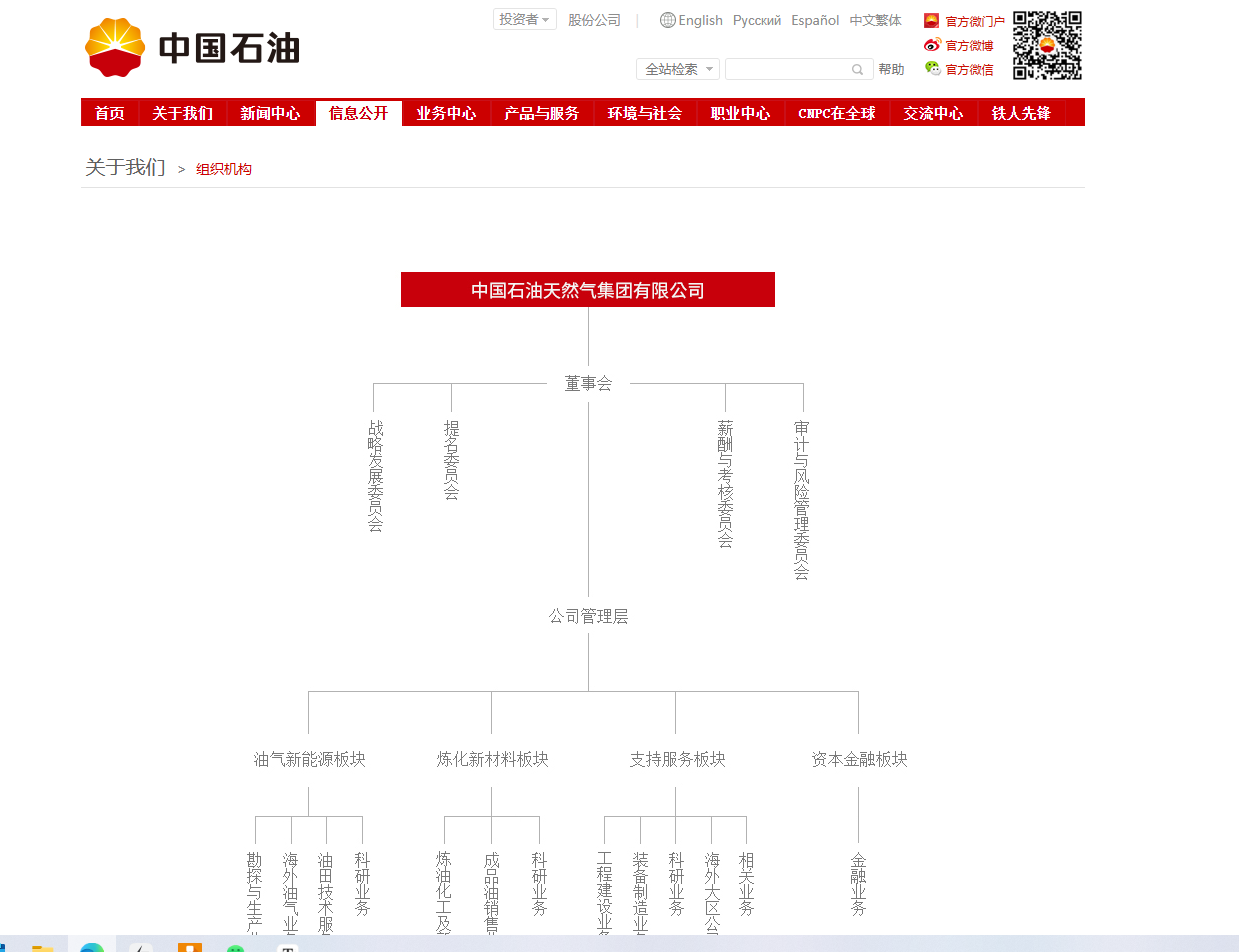 投资者
股份公司
|
English Русский Español 中文繁体
官方微门户
官方微博
官方微信
中国石油
全站检索
帮助
首页 关于我们 新闻中心 信息公开 业务中心 产品与服务 环境与社会 职业中心 CNPC在全球 交流中心 铁人先锋
关于我们 > 组织机构
中国石油天然气集团有限公司
董事会
战略发展委员会
提名委员会
薪酬与考核委员会
审计与风险管理委员会
公司管理层
油气新能源板块
炼化新材料板块
支持服务板块
资本金融板块
勘探与生产
海外油气业
油田技术服
科研业务
炼油化工及
成品油销售
科研业务
工程建设业
装备制造业
科研业务
海外大区公
相关业务
金融业务